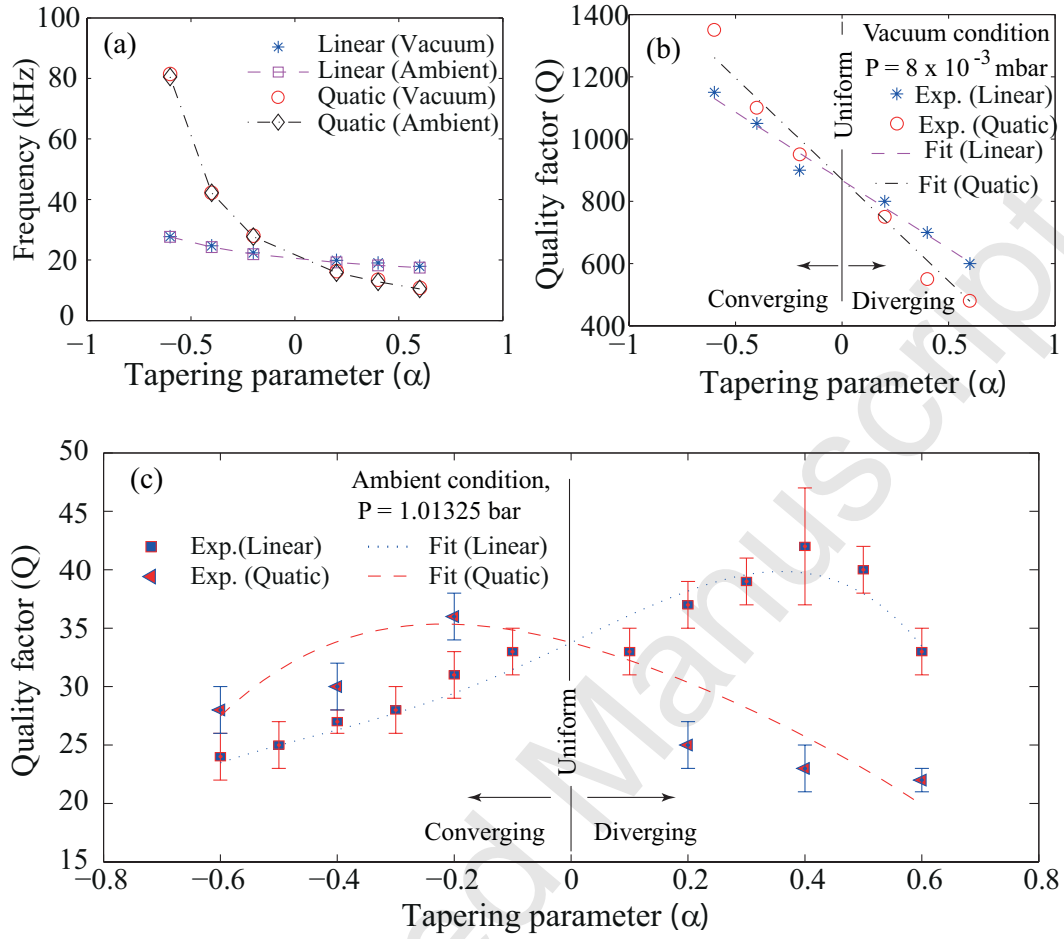 (a)
Linear (Vacuum)
Linear (Ambient)
Quatic (Vacuum)
Quatic (Ambient)
Frequency (kHz)
100
80
60
40
20
0
−1 −0.5 0 0.5 1
Tapering parameter (α)
(b)
Vacuum condition
P = 8 x 10⁻³ mbar
Exp. (Linear)
Exp. (Quatic)
Fit (Linear)
Fit (Quatic)
Uniform
Converging Diverging
Quality factor (Q)
1400
1200
1000
800
600
400
−1 −0.5 0 0.5 1
Tapering parameter (α)
(c)
Ambient condition,
P = 1.01325 bar
Exp.(Linear) Fit (Linear)
Exp. (Quatic) Fit (Quatic)
Uniform
Converging Diverging
Quality factor (Q)
50
45
40
35
30
25
20
15
−0.8 −0.6 −0.4 −0.2 0 0.2 0.4 0.6 0.8
Tapering parameter (α)
ed Manuscript